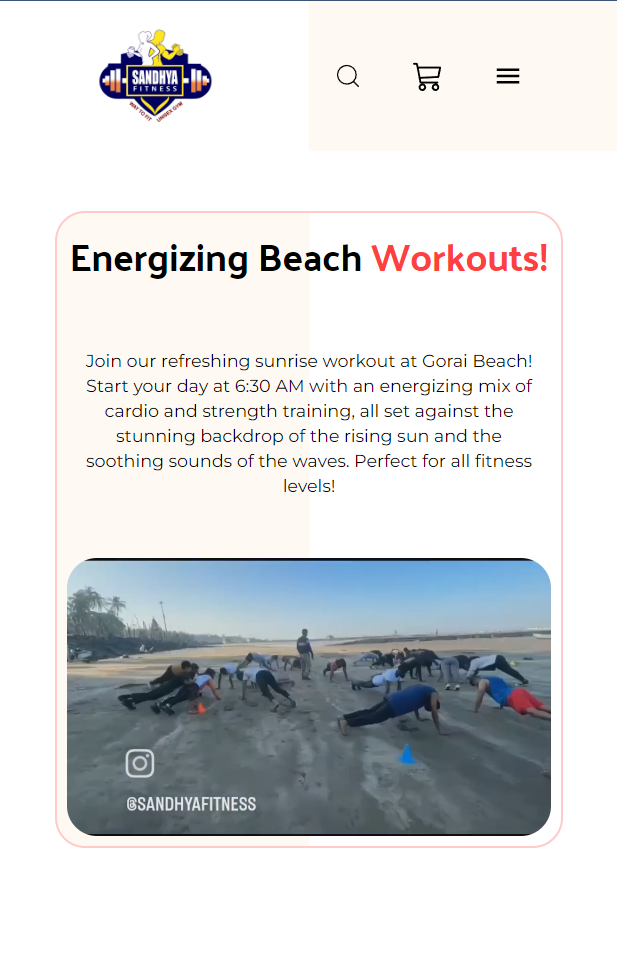 SANDHYA
FITNESS
WAY TO FIT UNISEX GYM
Energizing Beach Workouts!
Join our refreshing sunrise workout at Gorai Beach!
Start your day at 6:30 AM with an energizing mix of
cardio and strength training, all set against the
stunning backdrop of the rising sun and the
soothing sounds of the waves. Perfect for all fitness
levels!
@SANDHYAFITNESS